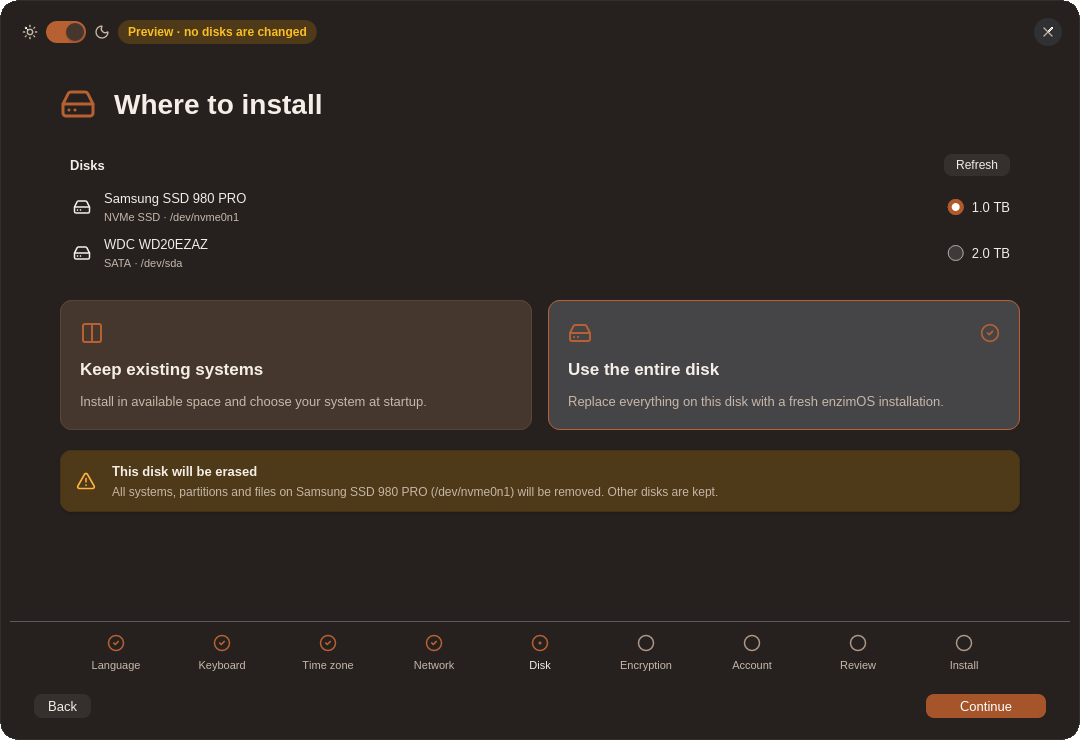 Preview · no disks are changed
Where to install
Disks
Refresh
Samsung SSD 980 PRO
NVMe SSD · /dev/nvme0n1
1.0 TB
WDC WD20EZAZ
SATA · /dev/sda
2.0 TB
Keep existing systems
Install in available space and choose your system at startup.
Use the entire disk
Replace everything on this disk with a fresh enzimOS installation.
This disk will be erased
All systems, partitions and files on Samsung SSD 980 PRO (/dev/nvme0n1) will be removed. Other disks are kept.
Language
Keyboard
Time zone
Network
Disk
Encryption
Account
Review
Install
Back
Continue